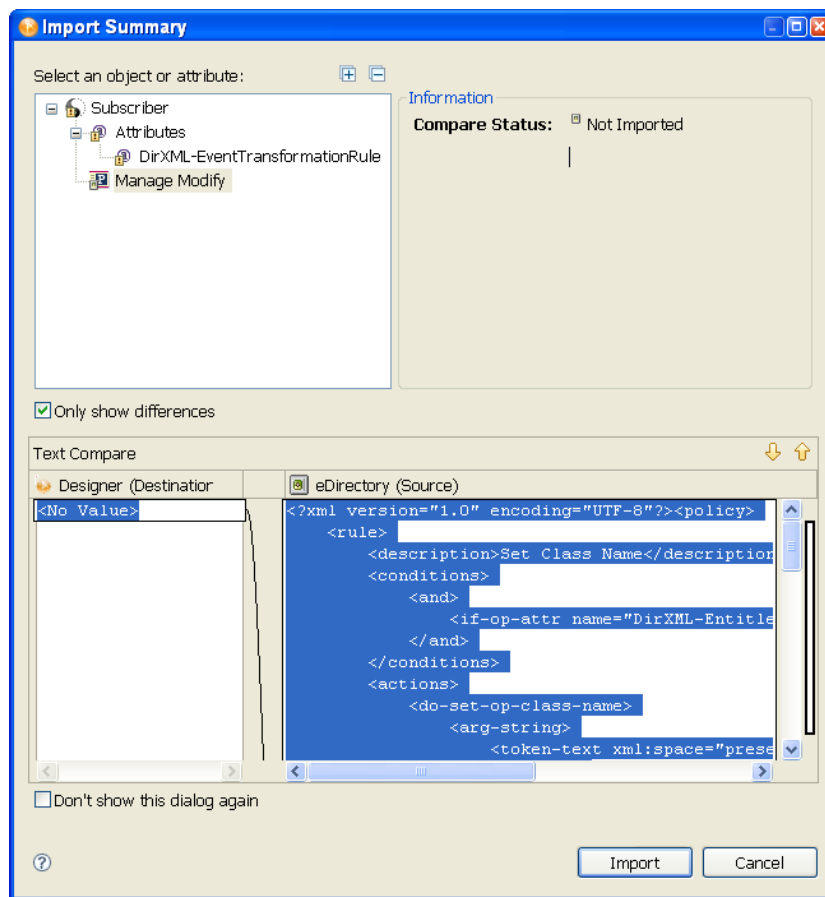 Import Summary
Select an object or attribute:
Subscriber
Attributes
DirXML-EventTransformationRule
Manage Modify
Information
Compare Status: Not Imported
Only show differences
Text Compare
Designer (Destination
eDirectory (Source)
<No Value>
<?xml version="1.0" encoding="UTF-8"?><policy>
<rule>
<description>Set Class Name</description
<conditions>
<and>
<if-op-attr name="DirXML-Entitle
</and>
</conditions>
<actions>
<do-set-op-class-name>
<arg-string>
<token-text xml:space="prese
Don't show this dialog again
Import
Cancel